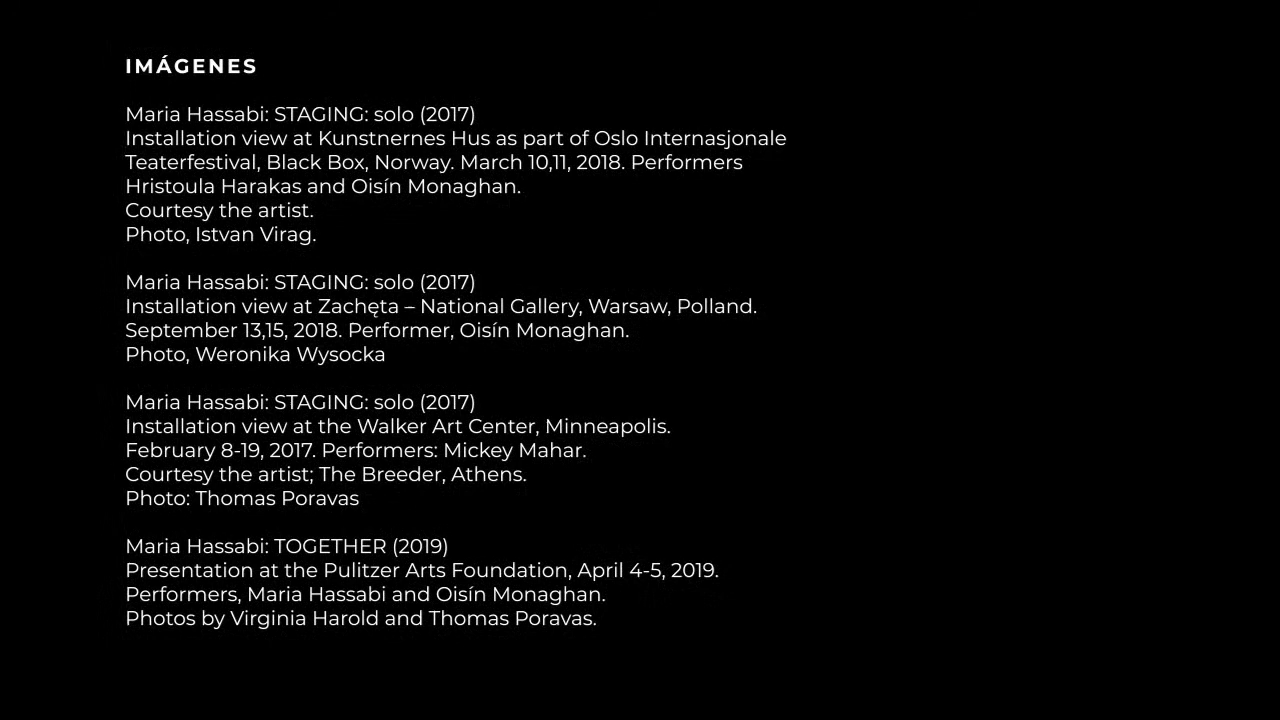 IMÁGENES
Maria Hassabi: STAGING: solo (2017)
Installation view at Kunstnernes Hus as part of Oslo Internasjonale
Teaterfestival, Black Box, Norway. March 10,11, 2018. Performers
Hristoula Harakas and Oisín Monaghan.
Courtesy the artist.
Photo, Istvan Virag.
Maria Hassabi: STAGING: solo (2017)
Installation view at Zachęta – National Gallery, Warsaw, Polland.
September 13,15, 2018. Performer, Oisín Monaghan.
Photo, Weronika Wysocka
Maria Hassabi: STAGING: solo (2017)
Installation view at the Walker Art Center, Minneapolis.
February 8-19, 2017. Performers: Mickey Mahar.
Courtesy the artist; The Breeder, Athens.
Photo: Thomas Poravas
Maria Hassabi: TOGETHER (2019)
Presentation at the Pulitzer Arts Foundation, April 4-5, 2019.
Performers, Maria Hassabi and Oisín Monaghan.
Photos by Virginia Harold and Thomas Poravas.